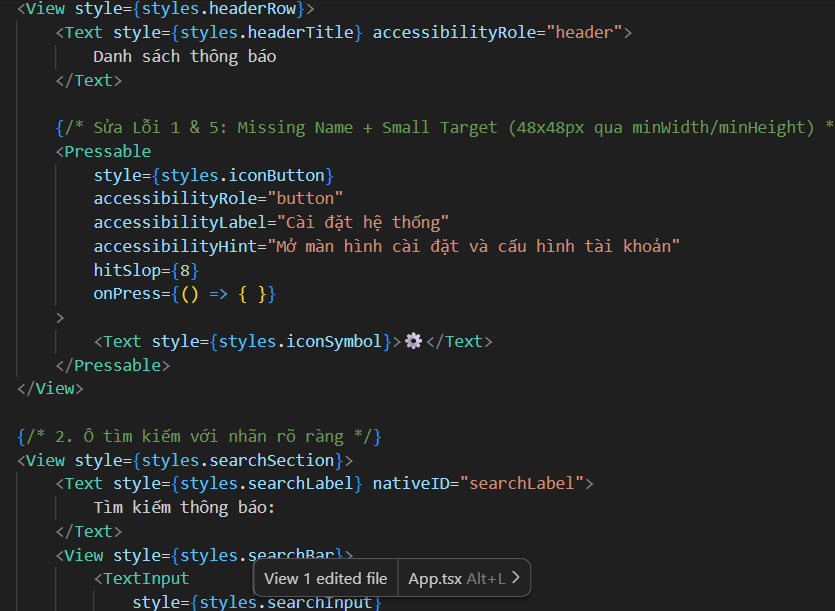 <View style={styles.headerRow}>
<Text style={styles.headerTitle} accessibilityRole="header">
Danh sách thông báo
</Text>
{/* Sửa Lỗi 1 & 5: Missing Name + Small Target (48x48px qua minWidth/minHeight) *
<Pressable
style={styles.iconButton}
accessibilityRole="button"
accessibilityLabel="Cài đặt hệ thống"
accessibilityHint="Mở màn hình cài đặt và cấu hình tài khoản"
hitSlop={8}
onPress={() => { }}
>
<Text style={styles.iconSymbol}>⚙️</Text>
</Pressable>
</View>
{/* 2. Ô tìm kiếm với nhãn rõ ràng */}
<View style={styles.searchSection}>
<Text style={styles.searchLabel} nativeID="searchLabel">
Tìm kiếm thông báo:
</Text>
<View style={styles.searchBar}>
<TextInput
View 1 edited file App.tsx Alt+L >
style={styles.searchInput}